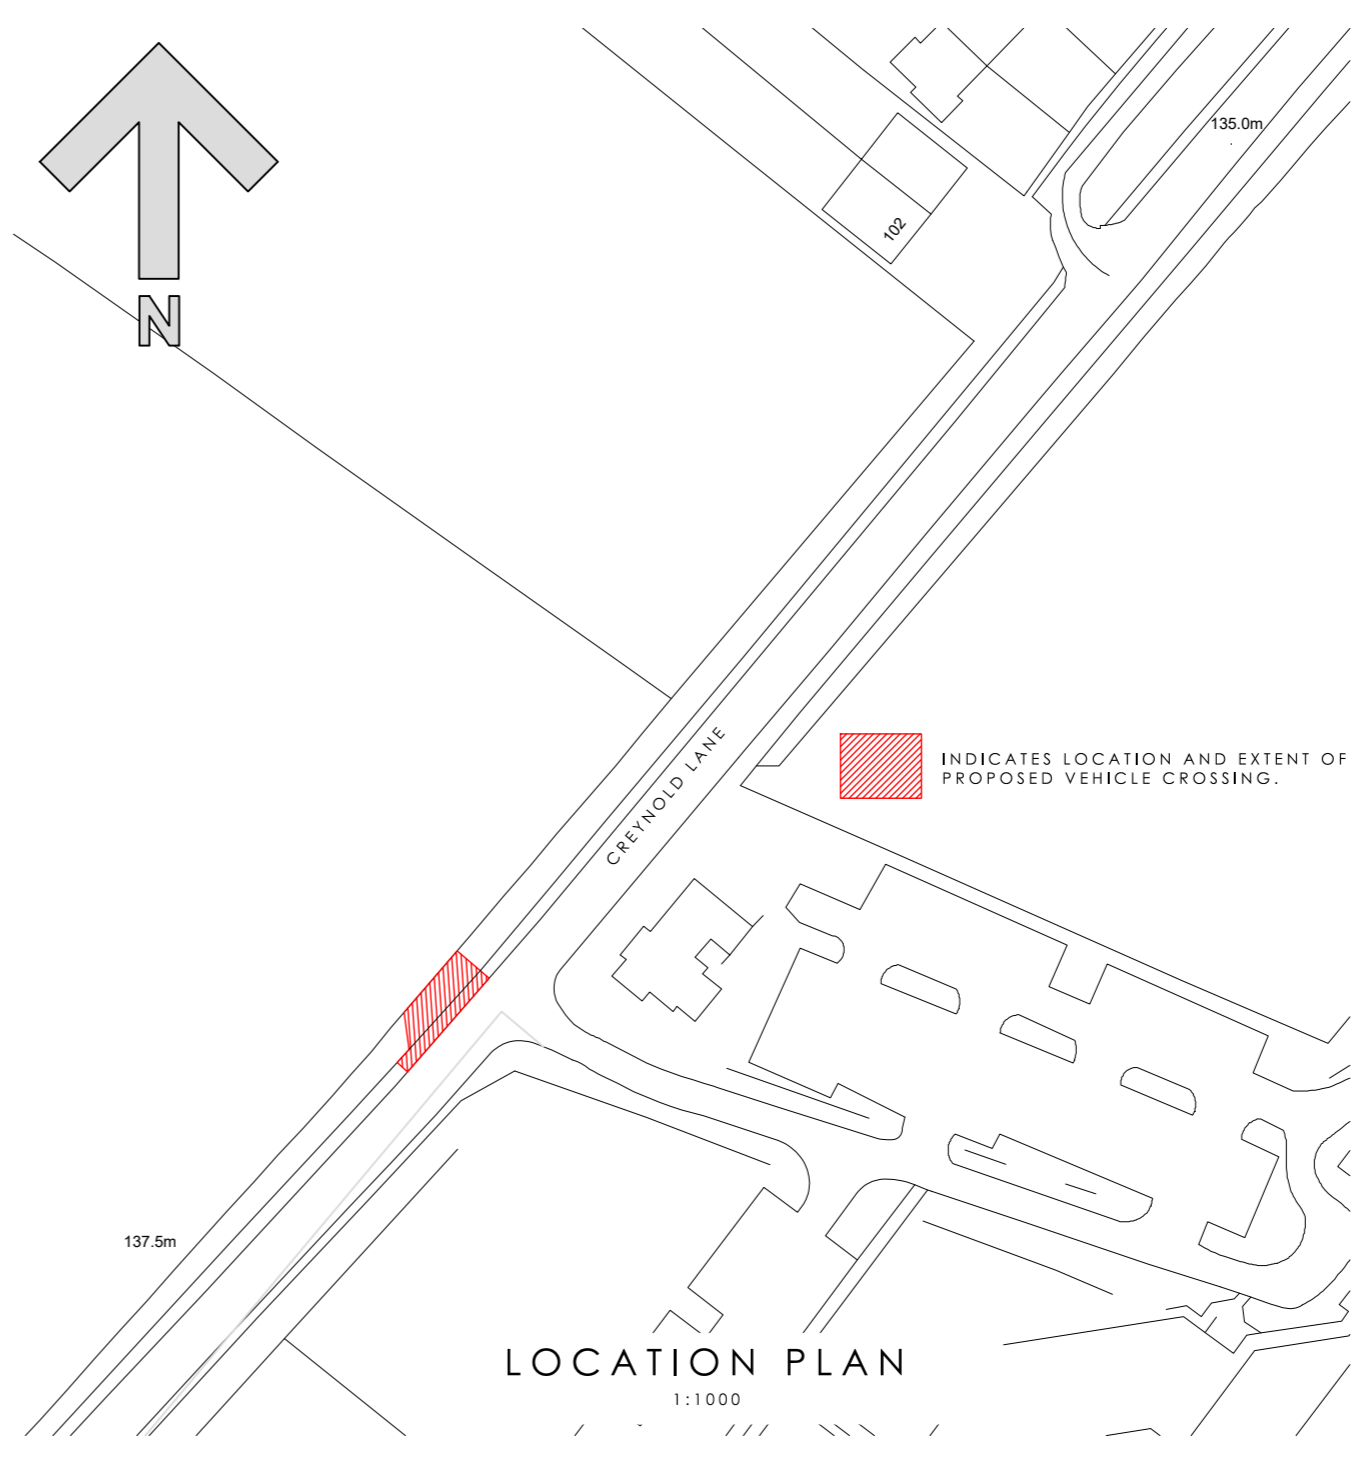 N
135.0m
102
CREYNOLD LANE
INDICATES LOCATION AND EXTENT OF
PROPOSED VEHICLE CROSSING.
137.5m
LOCATION PLAN
1:1000